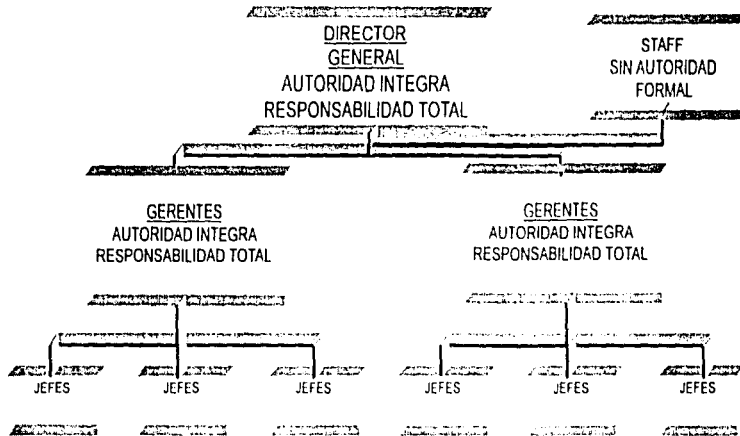 DIRECTOR
GENERAL
AUTORIDAD INTEGRA
RESPONSABILIDAD TOTAL
STAFF
SIN AUTORIDAD
FORMAL
GERENTES
AUTORIDAD INTEGRA
RESPONSABILIDAD TOTAL
GERENTES
AUTORIDAD INTEGRA
RESPONSABILIDAD TOTAL
JEFES
JEFES
JEFES
JEFES
JEFES
JEFES